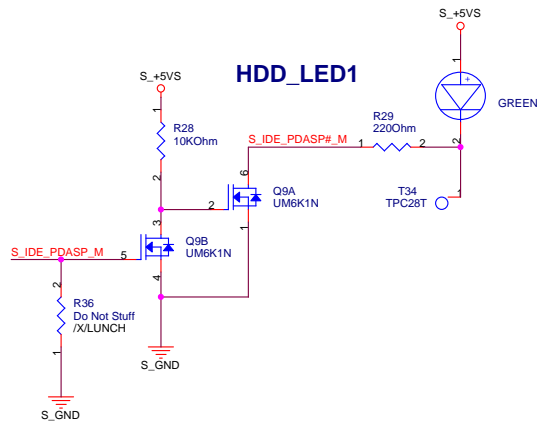 S_+5VS
S_+5VS
HDD_LED1
1
GREEN
2
1
R28
10KOhm
2
S_IDE_PDASP#_M
R29
220Ohm
1
2
T34
TPC28T
1
6
Q9A
UM6K1N
2
1
3
Q9B
UM6K1N
S_IDE_PDASP_M
5
4
2
R36
Do Not Stuff
/X/LUNCH
1
S_GND
S_GND